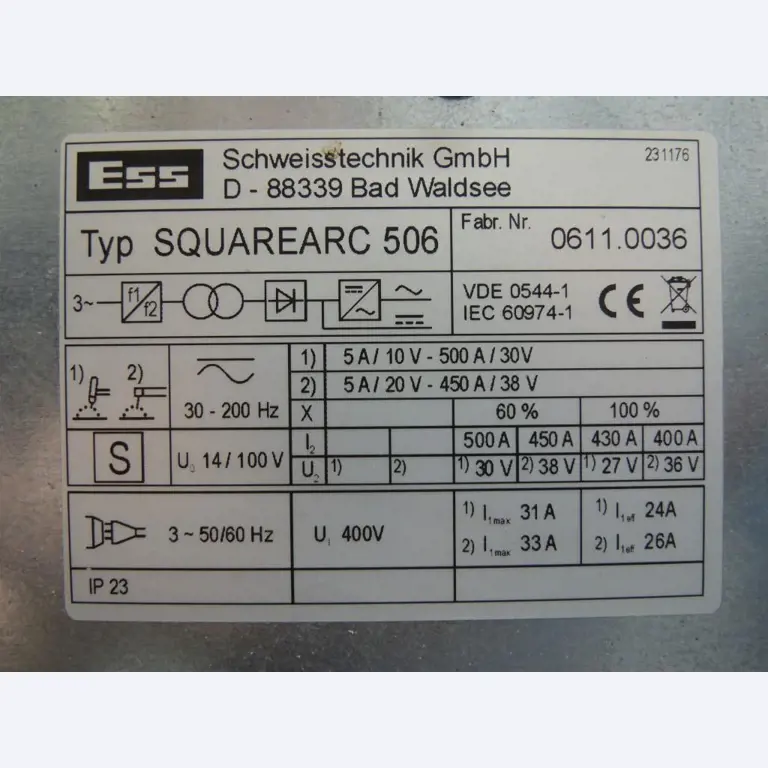 ESS
Schweisstechnik GmbH
D - 88339 Bad Waldsee
231176
Typ SQUAREARC 506
Fabr. Nr.
0611.0036
3~
f1
f2
VDE 0544-1
IEC 60974-1
CE
1) 2)
30 - 200 Hz
1) 5 A / 10 V - 500 A / 30V
2) 5 A / 20 V - 450 A / 38 V
X 60 % 100 %
S
U₀ 14 / 100 V
I₂ 500 A 450 A 430 A 400 A
U₂ 1) 2) 1) 30 V 2) 38 V 1) 27 V 2) 36 V
3 ~ 50/60 Hz
U₁ 400V
1) I₁max 31 A
2) I₁max 33 A
1) I₁eff 24A
2) I₁eff 26A
IP 23